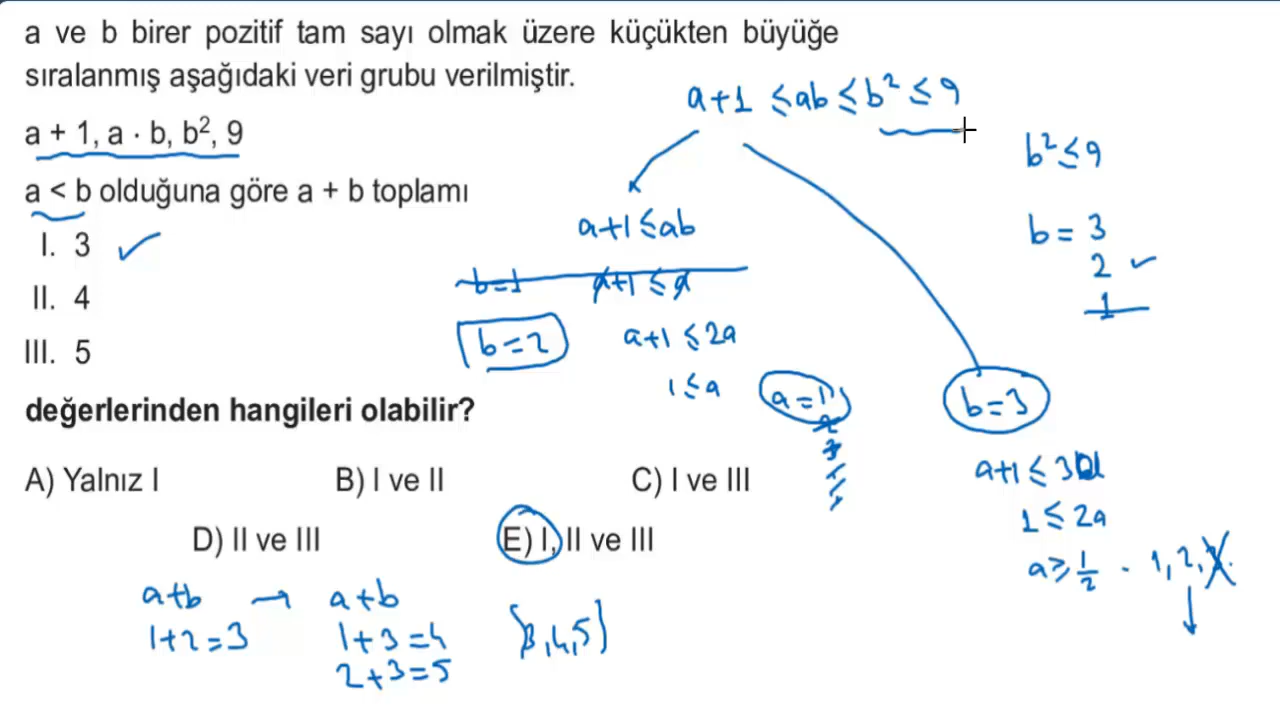 a ve b birer pozitif tam sayı olmak üzere küçükten büyüğe
sıralanmış aşağıdaki veri grubu verilmiştir.
a + 1, a · b, b², 9
a < b olduğuna göre a + b toplamı
I. 3
II. 4
III. 5
değerlerinden hangileri olabilir?
A) Yalnız I
B) I ve II
C) I ve III
D) II ve III
E) I, II ve III
a+1 ≤ ab ≤ b² ≤ 9
b² ≤ 9
b = 3
2
1
a+1 ≤ ab
b=1 a+1 ≤ a
b=2 a+1 ≤ 2a
1 ≤ a a=1
2
3
b=3
a+1 ≤ 3a
1 ≤ 2a
a ≥ 1/2 - 1, 2,
a+b → a+b
1+2=3 1+3=4 {3,4,5}
2+3=5